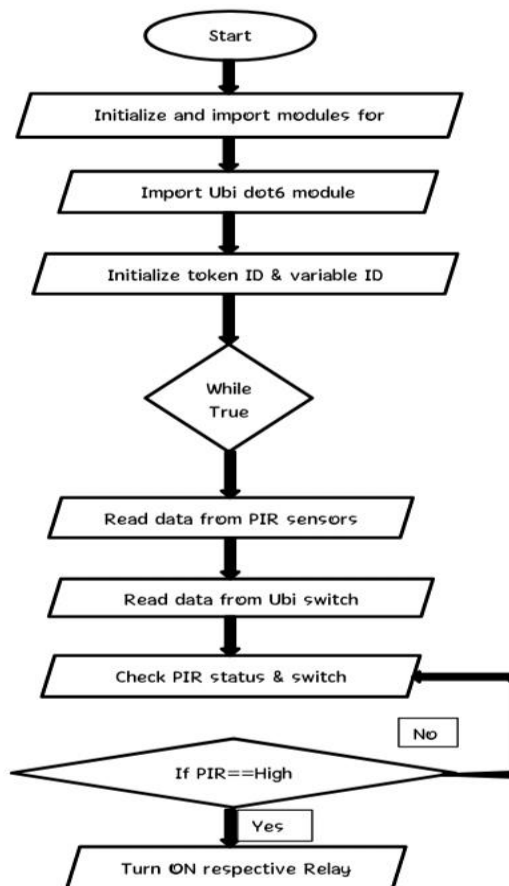 Start
Initialize and import modules for
Import Ubi dot6 module
Initialize token ID & variable ID
While
True
Read data from PIR sensors
Read data from Ubi switch
Check PIR status & switch
No
If PIR==High
Yes
Turn ON respective Relay